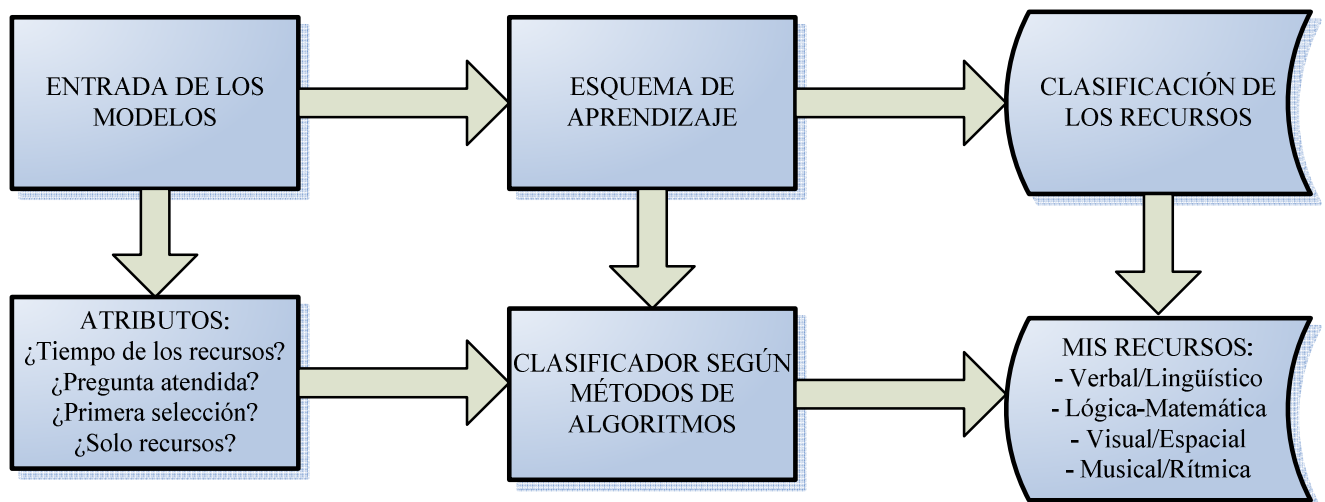 ENTRADA DE LOS
MODELOS
ESQUEMA DE
APRENDIZAJE
CLASIFICACIÓN DE
LOS RECURSOS
ATRIBUTOS:
¿Tiempo de los recursos?
¿Pregunta atendida?
¿Primera selección?
¿Solo recursos?
CLASIFICADOR SEGÚN
MÉTODOS DE
ALGORITMOS
MIS RECURSOS:
- Verbal/Lingüístico
- Lógica-Matemática
- Visual/Espacial
- Musical/Rítmica